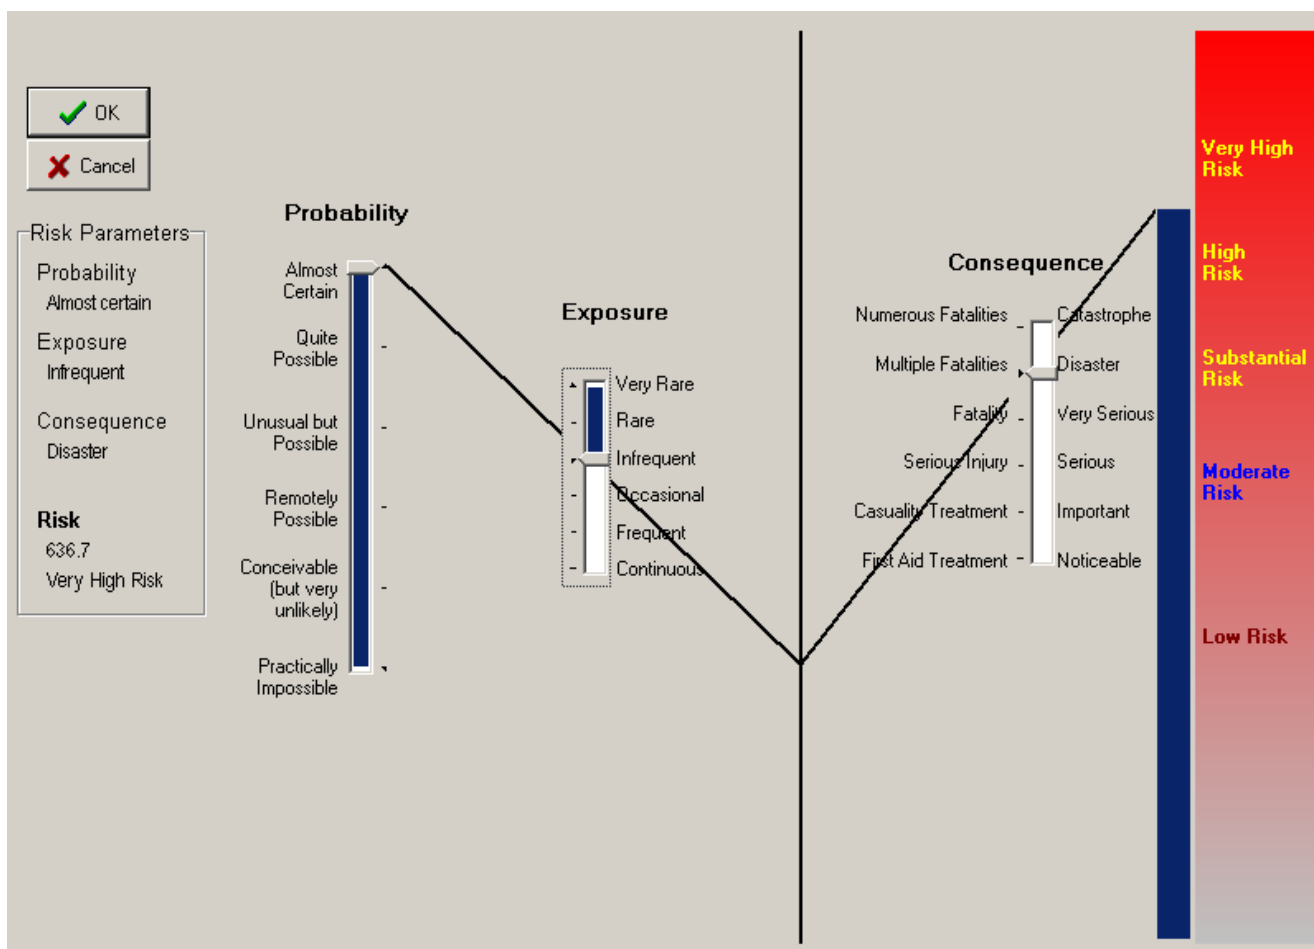 OK
Cancel
Risk Parameters
Probability
Almost certain
Exposure
Infrequent
Consequence
Disaster
Risk
636.7
Very High Risk
Probability
Almost
Certain
Quite
Possible
Unusual but
Possible
Remotely
Possible
Conceivable
(but very
unlikely)
Practically
Impossible
Exposure
Very Rare
Rare
Infrequent
Occasional
Frequent
Continuous
Consequence
Numerous Fatalities Catastrophe
Multiple Fatalities Disaster
Fatality Very Serious
Serious Injury Serious
Casuality Treatment Important
First Aid Treatment Noticeable
Very High
Risk
High
Risk
Substantial
Risk
Moderate
Risk
Low Risk